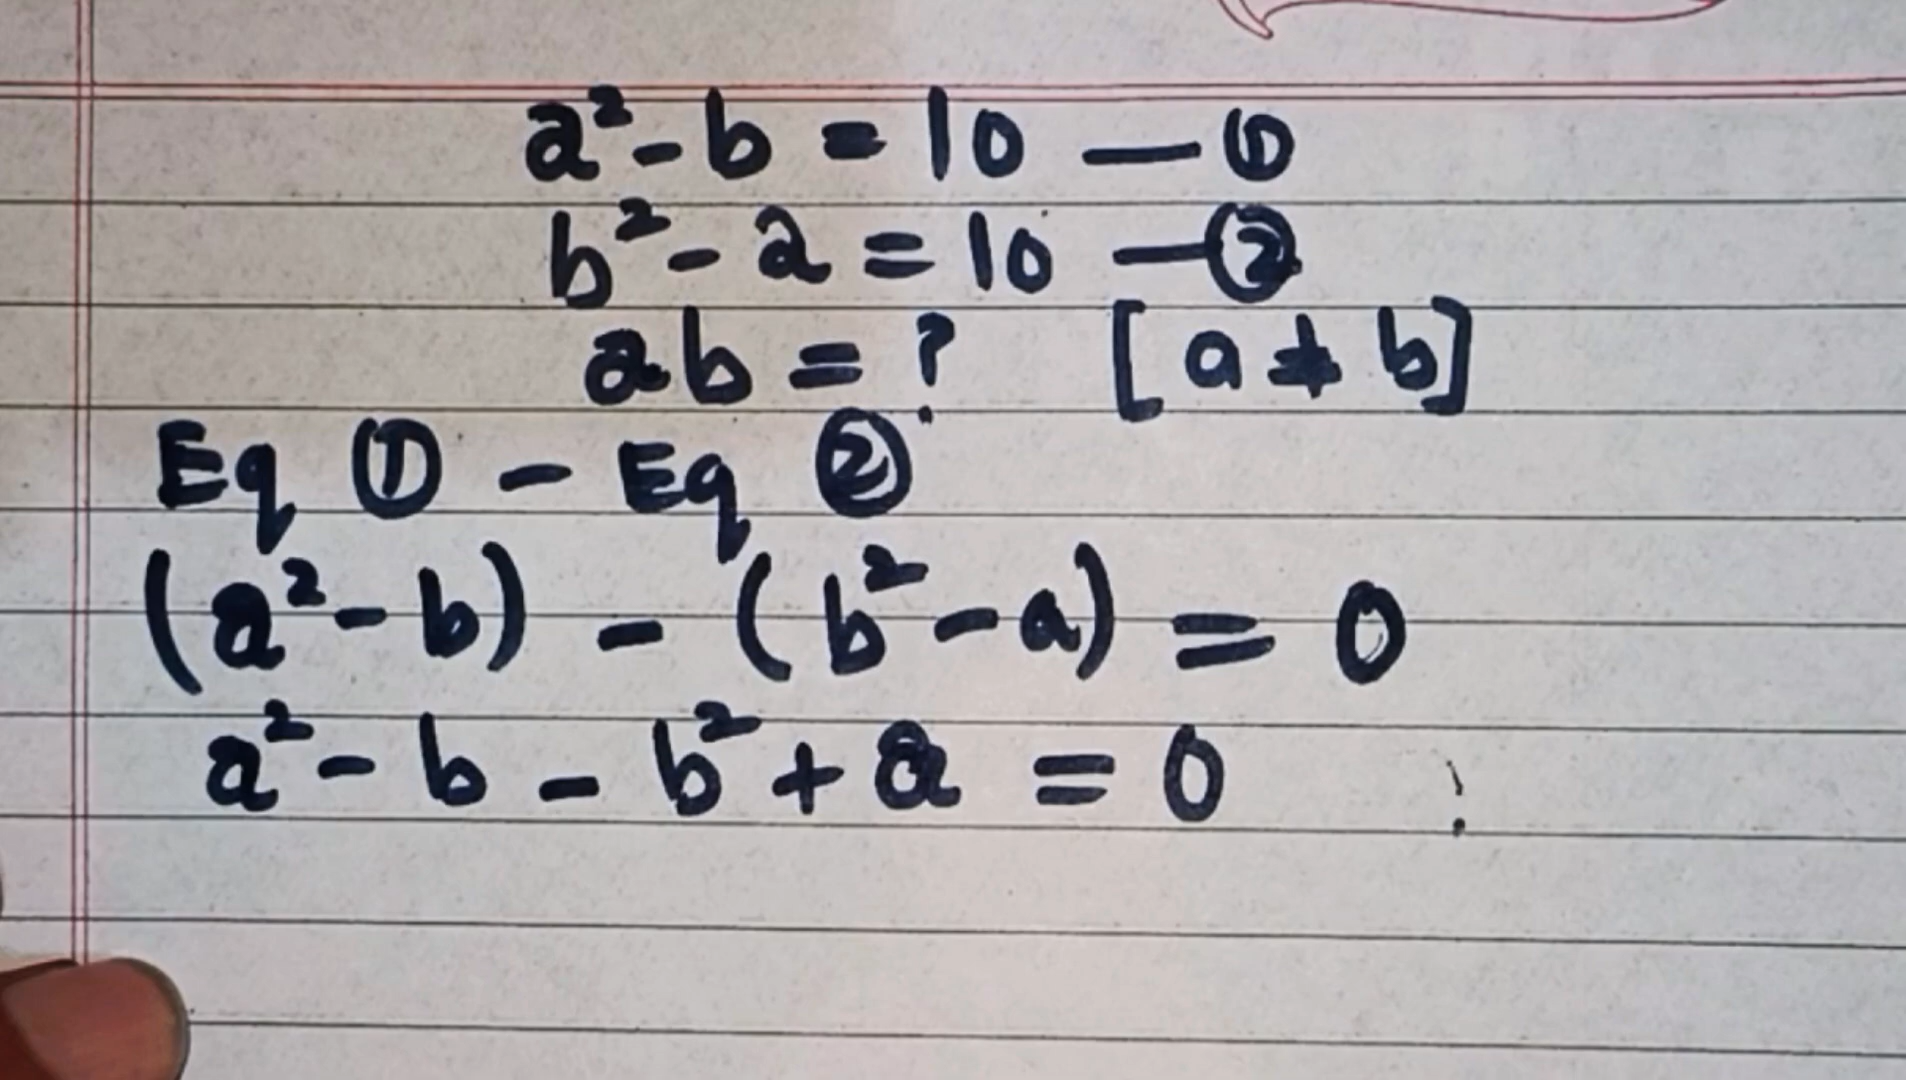 a² - b = 10 — ①
b² - a = 10 — ②
ab = ? [a ≠ b]
Eq ① - Eq ②
(a² - b) - (b² - a) = 0
a² - b - b² + a = 0